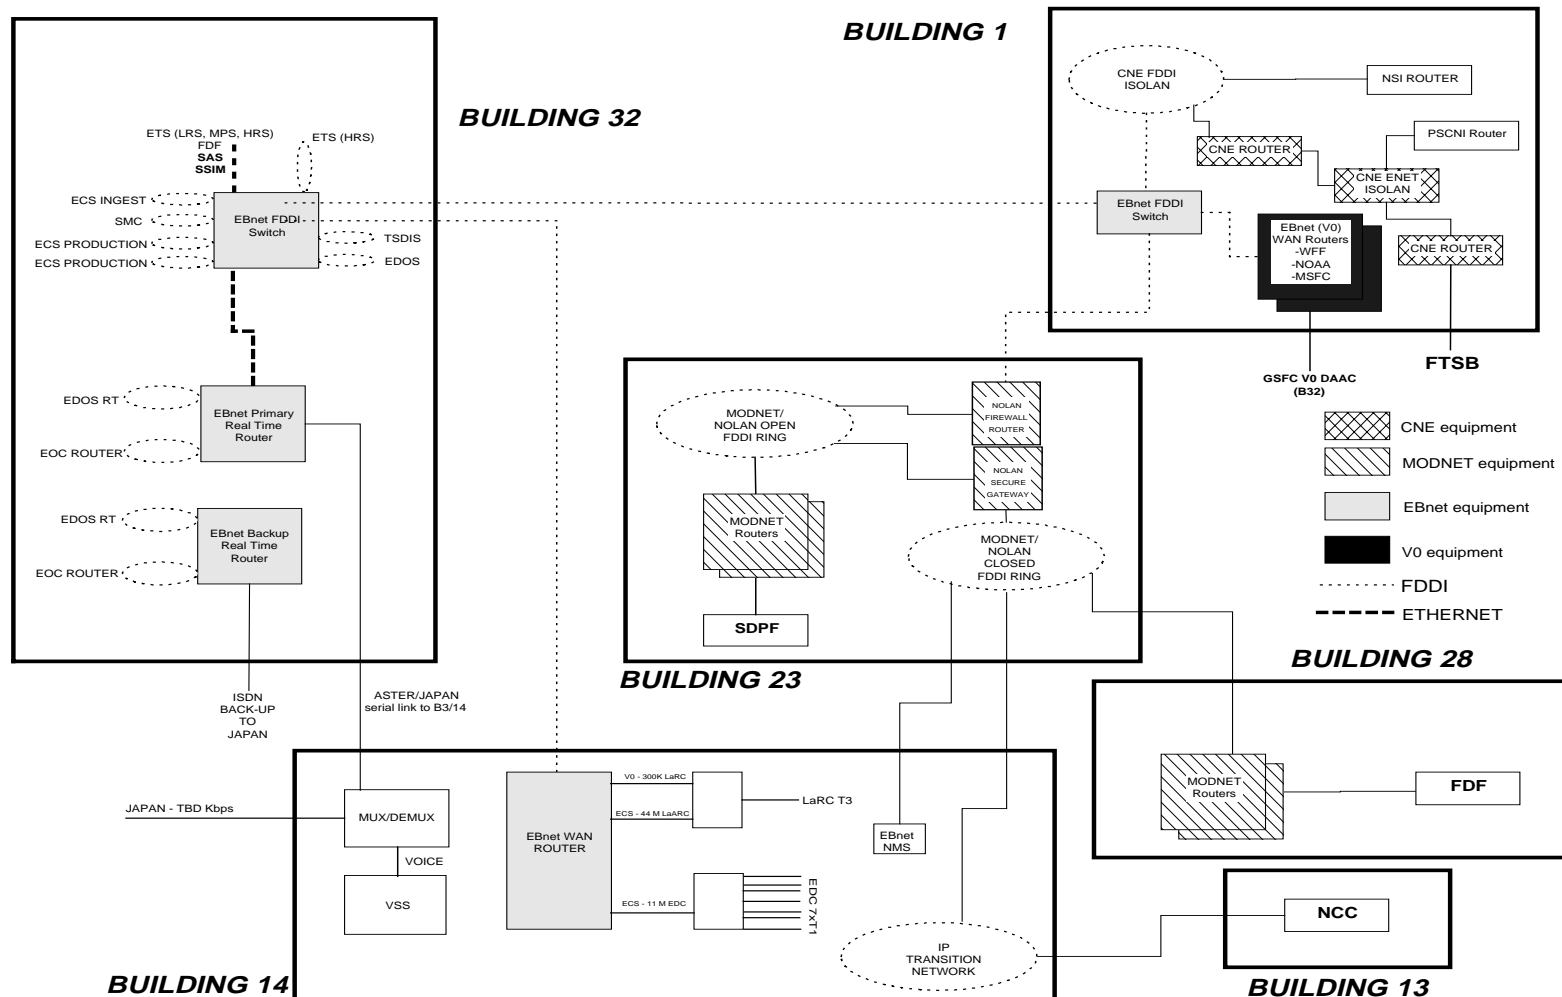 BUILDING 1
CNE FDDI
ISOLAN
NSI ROUTER
PSCNI Router
CNE ROUTER
CNE ENET
ISOLAN
EBnet FDDI
Switch
EBnet (V0)
WAN Routers
-WFF
-NOAA
-MSFC
CNE ROUTER
FTSB
GSFC V0 DAAC
(B32)
BUILDING 32
ETS (LRS, MPS, HRS)
FDF
SAS
SSIM
ETS (HRS)
ECS INGEST
SMC
ECS PRODUCTION
ECS PRODUCTION
EBnet FDDI
Switch
TSDIS
EDOS
EDOS RT
EOC ROUTER
EBnet Primary
Real Time
Router
EDOS RT
EOC ROUTER
EBnet Backup
Real Time
Router
ISDN
BACK-UP
TO
JAPAN
ASTER/JAPAN
serial link to B3/14
MODNET/
NOLAN OPEN
FDDI RING
NOLAN
FIREWALL
ROUTER
NOLAN
SECURE
GATEWAY
MODNET
Routers
SDPF
MODNET/
NOLAN
CLOSED
FDDI RING
BUILDING 23
CNE equipment
MODNET equipment
EBnet equipment
V0 equipment
FDDI
ETHERNET
BUILDING 28
MODNET
Routers
FDF
JAPAN - TBD Kbps
MUX/DEMUX
VOICE
VSS
EBnet WAN
ROUTER
V0 - 300K LaRC
ECS - 44 M LaARC
LaRC T3
ECS - 11 M EDC
EDC 7xT1
EBnet
NMS
IP
TRANSITION
NETWORK
BUILDING 14
NCC
BUILDING 13